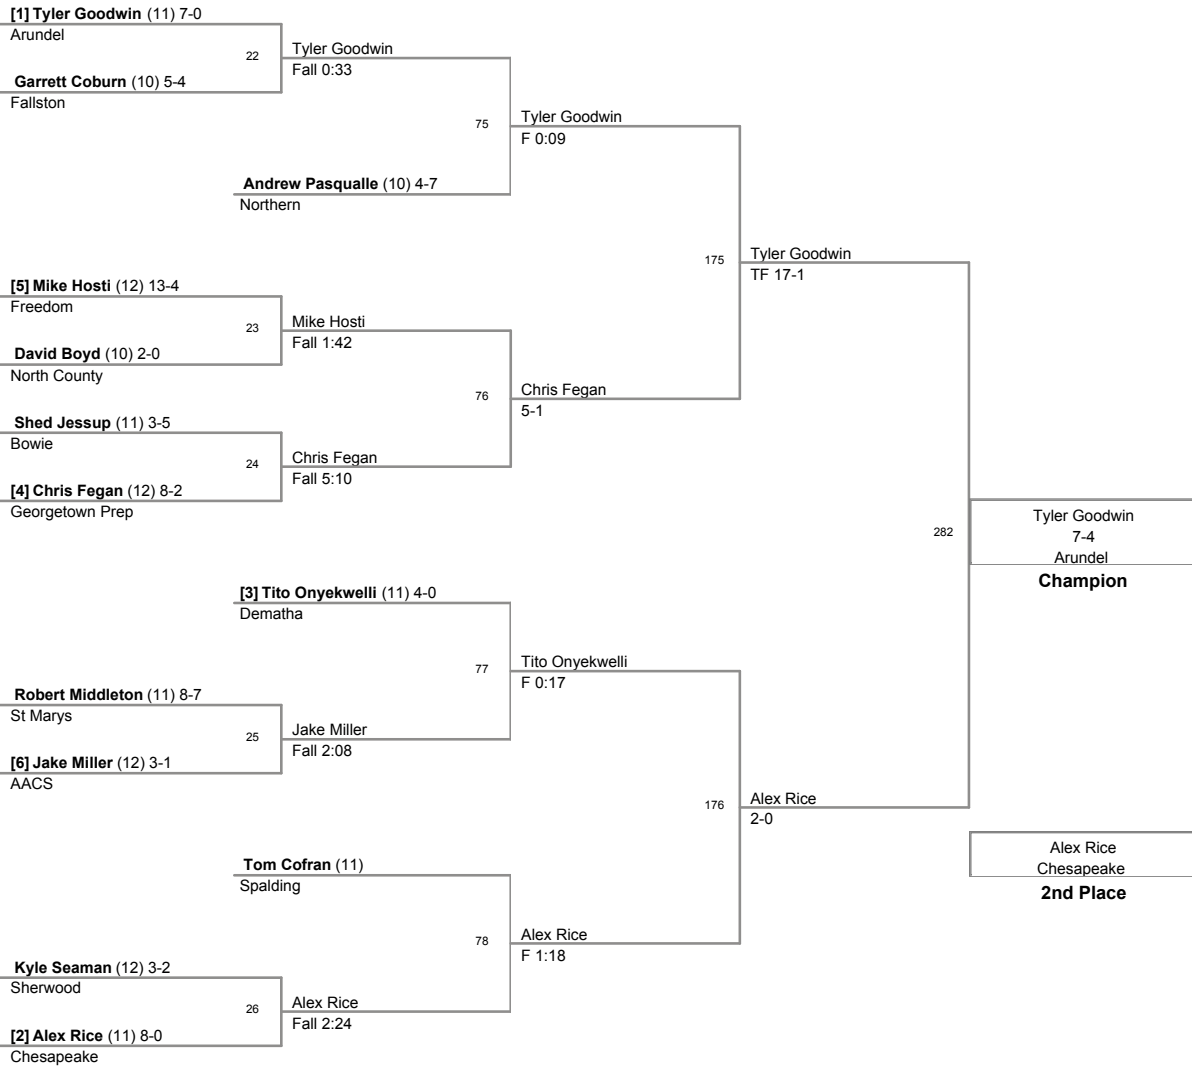 [1] Tyler Goodwin (11) 7-0
Arundel
22
Tyler Goodwin
Fall 0:33
Garrett Coburn (10) 5-4
Fallston
75
Tyler Goodwin
F 0:09
Andrew Pasqualle (10) 4-7
Northern
175
Tyler Goodwin
TF 17-1
[5] Mike Hosti (12) 13-4
Freedom
23
Mike Hosti
Fall 1:42
David Boyd (10) 2-0
North County
76
Chris Fegan
5-1
Shed Jessup (11) 3-5
Bowie
24
Chris Fegan
Fall 5:10
[4] Chris Fegan (12) 8-2
Georgetown Prep
282
Tyler Goodwin
7-4
Arundel
Champion
[3] Tito Onyekwelli (11) 4-0
Dematha
77
Tito Onyekwelli
F 0:17
Robert Middleton (11) 8-7
St Marys
25
Jake Miller
Fall 2:08
[6] Jake Miller (12) 3-1
AACS
176
Alex Rice
2-0
Alex Rice
Chesapeake
2nd Place
Tom Cofran (11)
Spalding
78
Alex Rice
F 1:18
Kyle Seaman (12) 3-2
Sherwood
26
Alex Rice
Fall 2:24
[2] Alex Rice (11) 8-0
Chesapeake